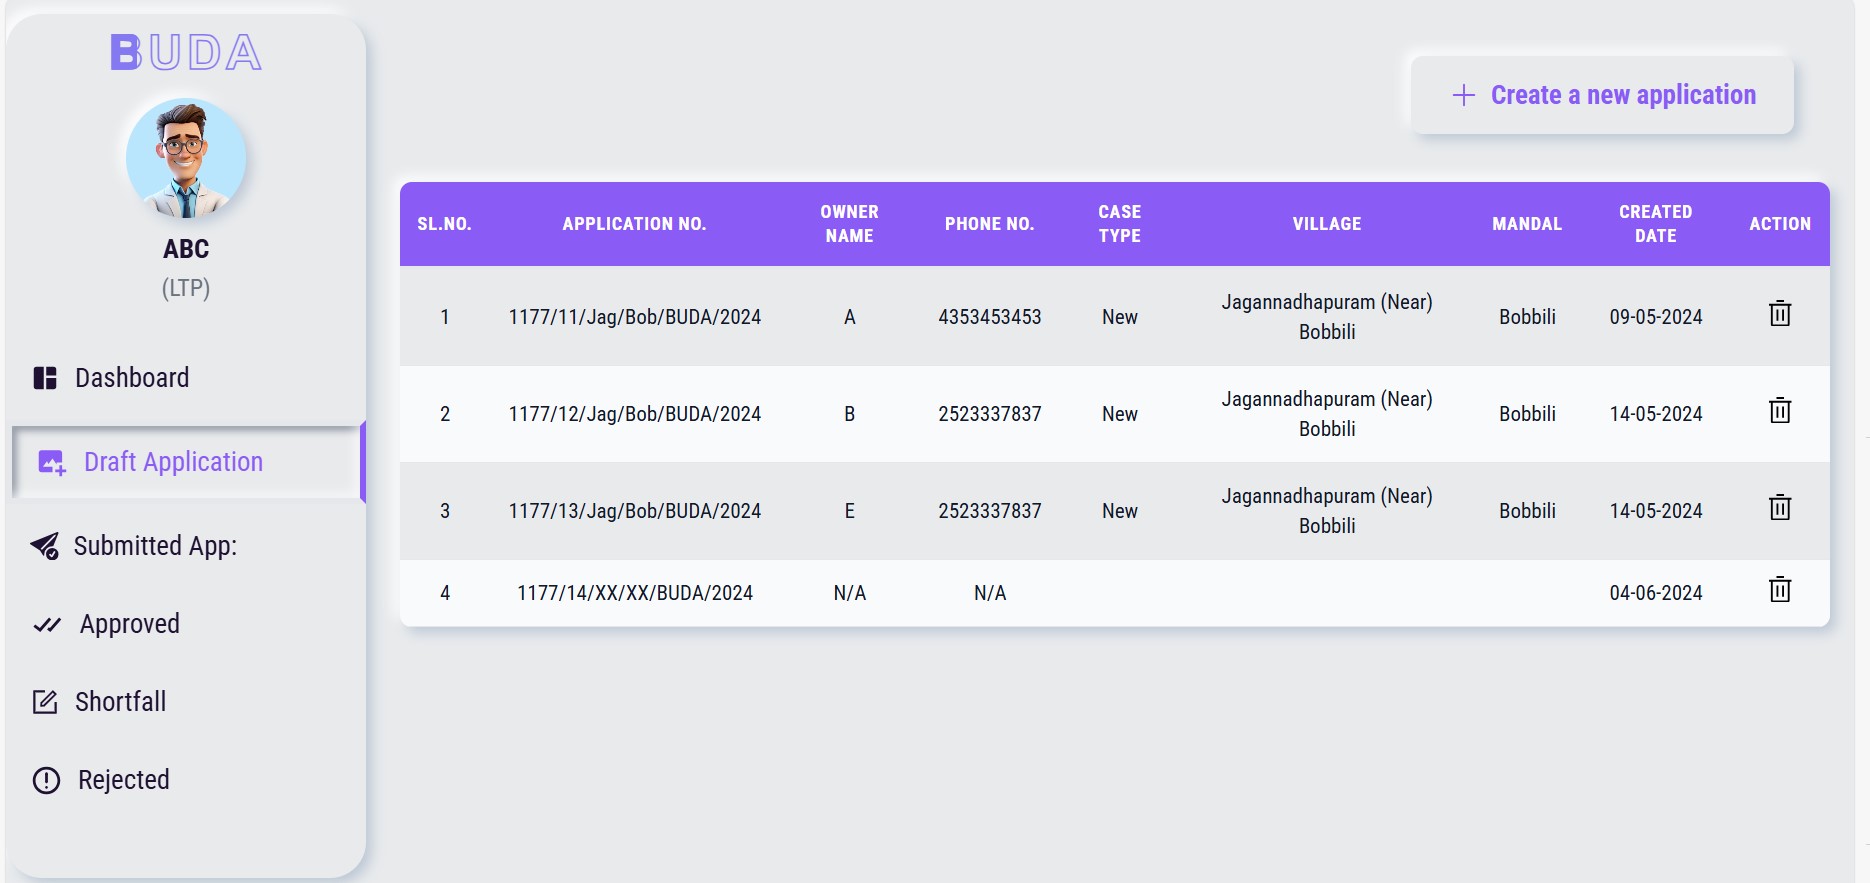 BUDA
ABC
(LTP)
Dashboard
Draft Application
Submitted App:
Approved
Shortfall
Rejected
Create a new application
SL.NO. APPLICATION NO. OWNER NAME PHONE NO. CASE TYPE VILLAGE MANDAL CREATED DATE ACTION
1 1177/11/Jag/Bob/BUDA/2024 A 4353453453 New Jagannadhapuram (Near) Bobbili Bobbili 09-05-2024
2 1177/12/Jag/Bob/BUDA/2024 B 2523337837 New Jagannadhapuram (Near) Bobbili Bobbili 14-05-2024
3 1177/13/Jag/Bob/BUDA/2024 E 2523337837 New Jagannadhapuram (Near) Bobbili Bobbili 14-05-2024
4 1177/14/XX/XX/BUDA/2024 N/A N/A 04-06-2024